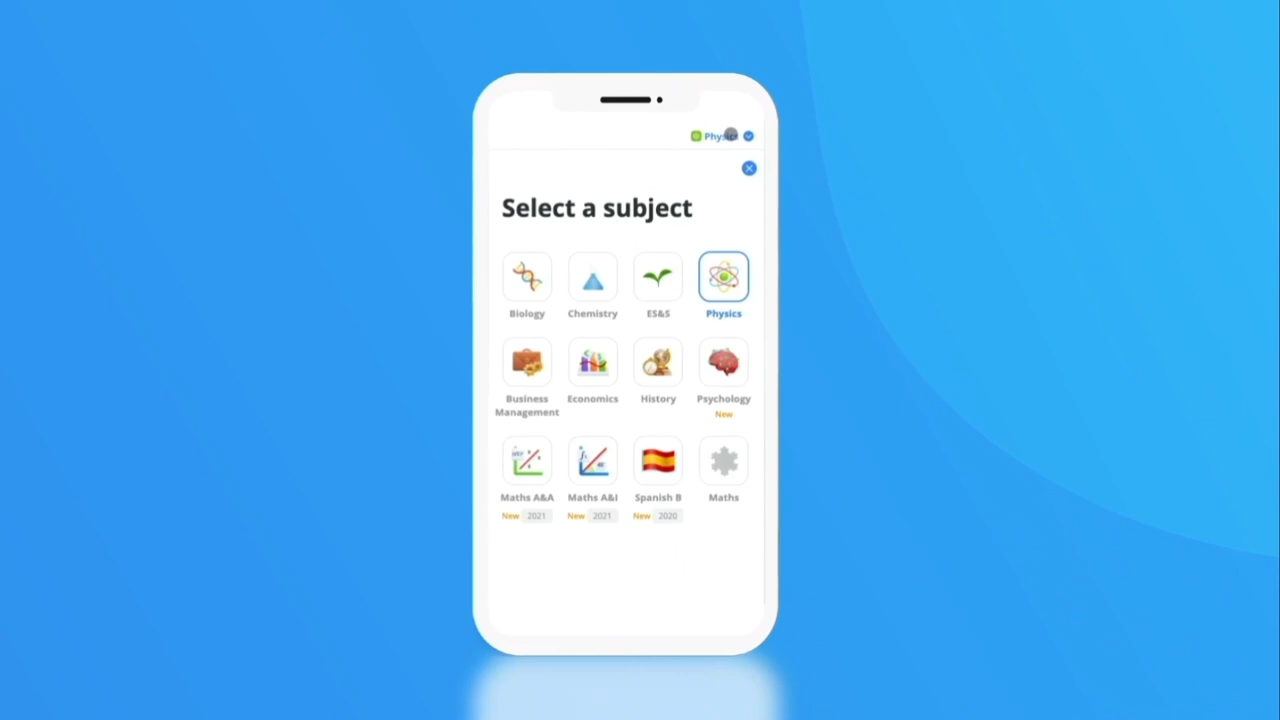 Physics
Select a subject
Biology Chemistry ES&S Physics
Business Economics History Psychology
Management New
Maths A&A Maths A&I Spanish B Maths
New 2021 New 2021 New 2020